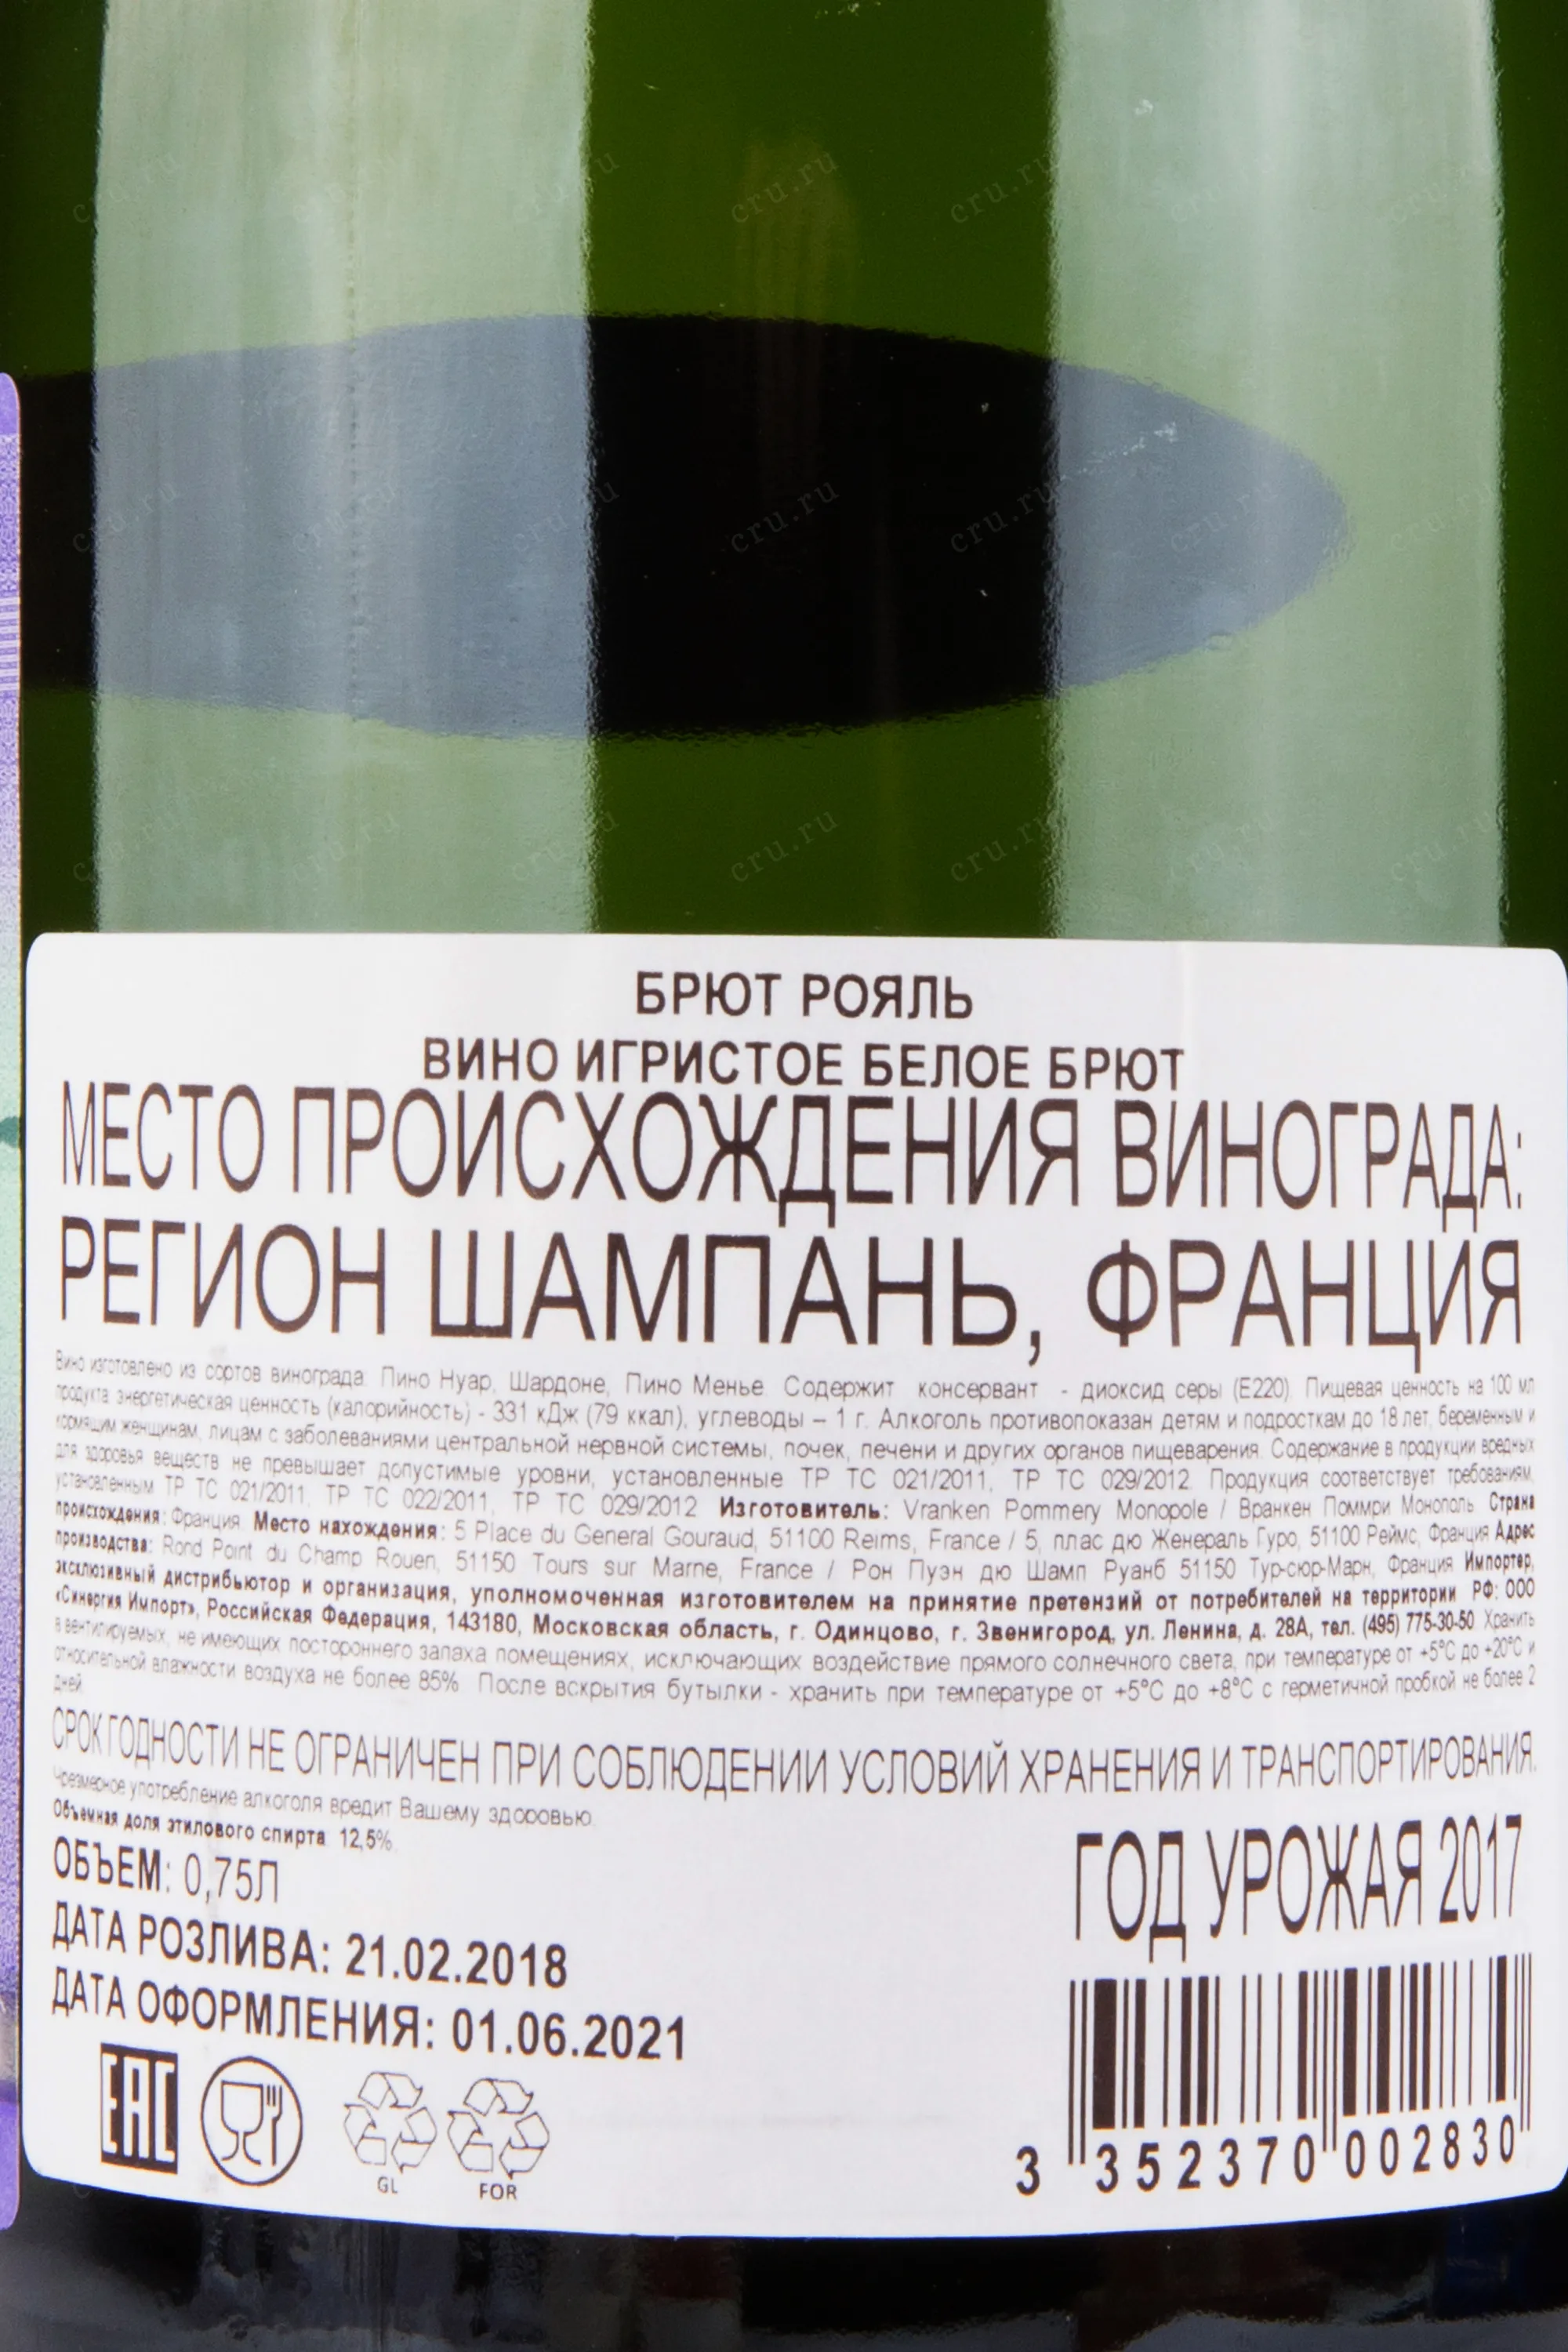 БРЮТ РОЯЛЬ
ВИНО ИГРИСТОЕ БЕЛОЕ БРЮТ
МЕСТО ПРОИСХОЖДЕНИЯ ВИНОГРАДА:
РЕГИОН ШАМПАНЬ, ФРАНЦИЯ
Вино изготовлено из сортов винограда: Пино Нуар, Шардоне, Пино Менье. Содержит консервант - диоксид серы (Е220). Пищевая ценность на 100 мл
продукта энергетическая ценность (калорийность) - 331 кДж (79 ккал), углеводы – 1 г. Алкоголь противопоказан детям и подросткам до 18 лет, беременным и
кормящим женщинам, лицам с заболеваниями центральной нервной системы, почек, печени и других органов пищеварения. Содержание в продукции вредных
для здоровья веществ не превышает допустимые уровни, установленные ТР ТС 021/2011, ТР ТС 029/2012. Продукция соответствует требованиям,
установленным ТР ТС 021/2011, ТР ТС 022/2011, ТР ТС 029/2012 Изготовитель: Vranken Pommery Monopole / Вранкен Поммри Монополь Страна
происхождения: Франция. Место нахождения: 5 Place du General Gouraud, 51100 Reims, France / 5, плас дю Женераль Гуро, 51100 Реймс, Франция Адрес
производства: Rond Point du Champ Rouen, 51150 Tours sur Marne, France / Рон Пуэн дю Шамп Руанб 51150 Тур-сюр-Марн, Франция Импортер,
эксклюзивный дистрибьютор и организация, уполномоченная изготовителем на принятие претензий от потребителей на территории РФ: ООО
«Синергия Импорт», Российская Федерация, 143180, Московская область, г. Одинцово, г. Звенигород, ул. Ленина, д. 28А, тел. (495) 775-30-50 Хранить
в вентилируемых, не имеющих постороннего запаха помещениях, исключающих воздействие прямого солнечного света, при температуре от +5°С до +20°С и
относительной влажности воздуха не более 85%. После вскрытия бутылки - хранить при температуре от +5°С до +8°С с герметичной пробкой не более 2
дней
СРОК ГОДНОСТИ НЕ ОГРАНИЧЕН ПРИ СОБЛЮДЕНИИ УСЛОВИЙ ХРАНЕНИЯ И ТРАНСПОРТИРОВАНИЯ.
Чрезмерное употребление алкоголя вредит Вашему здоровью.
Объемная доля этилового спирта 12,5%
ОБЪЕМ: 0,75Л
ДАТА РОЗЛИВА: 21.02.2018
ДАТА ОФОРМЛЕНИЯ: 01.06.2021
ГОД УРОЖАЯ 2017
EAC
GL
FOR
3 352370 002830
cru.ru